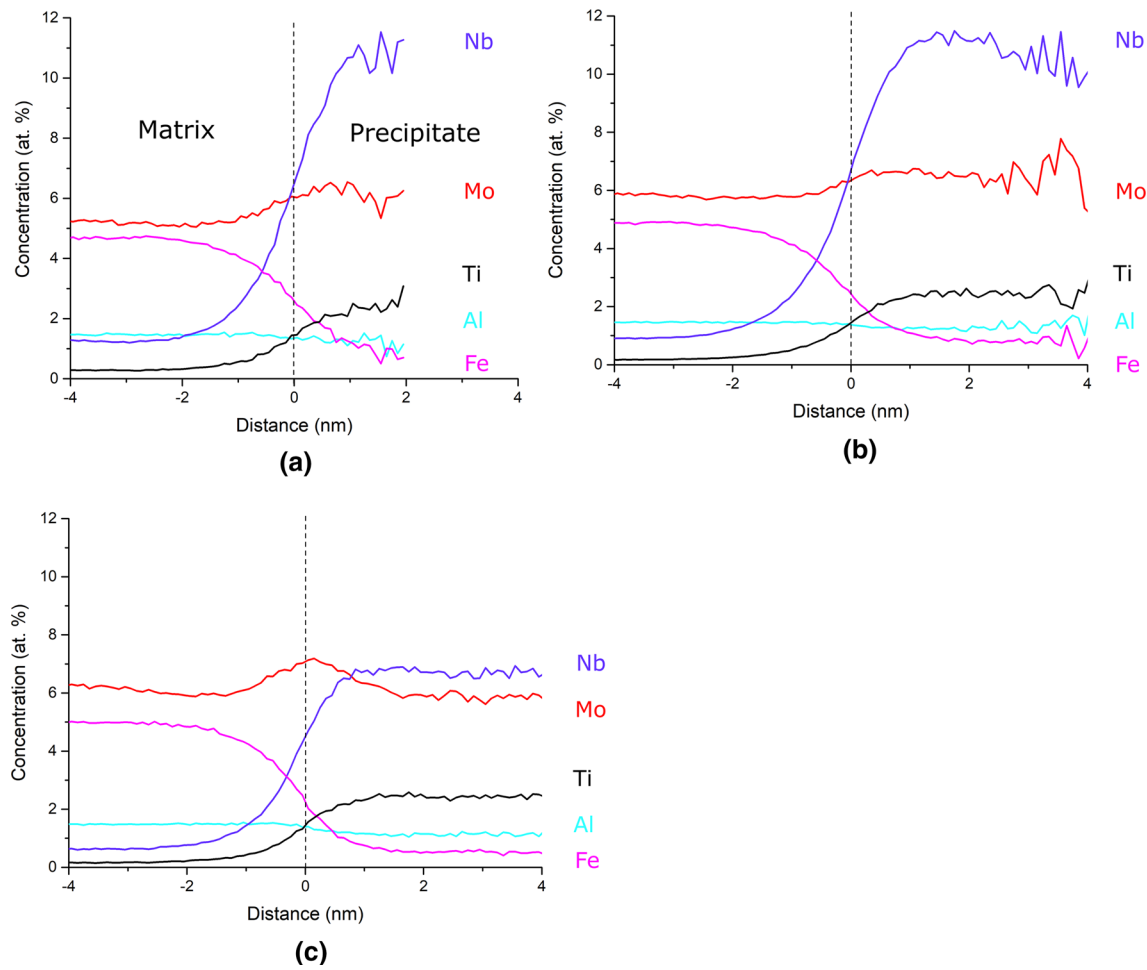 12
10
8
6
4
2
0
Concentration (at. %)
-4
-2
0
2
4
Distance (nm)
Matrix
Precipitate
Nb
Mo
Ti
Al
Fe
(a)
12
10
8
6
4
2
0
Concentration (at. %)
-4
-2
0
2
4
Distance (nm)
Nb
Mo
Ti
Al
Fe
(b)
12
10
8
6
4
2
0
Concentration (at. %)
-4
-2
0
2
4
Distance (nm)
Nb
Mo
Ti
Al
Fe
(c)